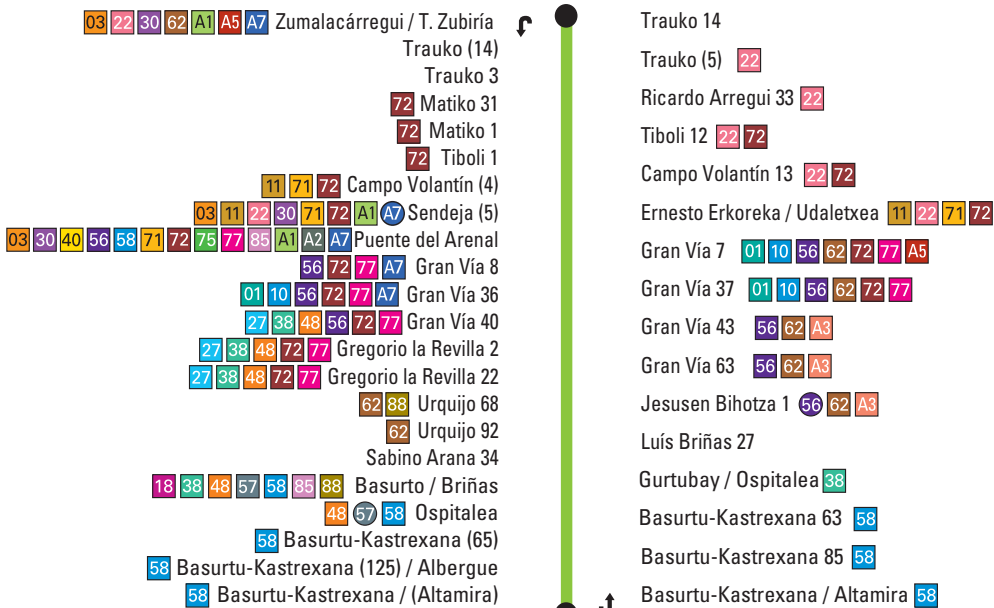 03 22 30 62 A1 A5 A7 Zumalacárregui / T. Zubiría
Trauko (14)
Trauko 3
72 Matiko 31
72 Matiko 1
72 Tiboli 1
11 71 72 Campo Volantín (4)
03 11 22 30 71 72 A1 A7 Sendeja (5)
03 30 40 56 58 71 72 75 77 85 A1 A2 A7 Puente del Arenal
56 72 77 A7 Gran Vía 8
01 10 56 72 77 A7 Gran Vía 36
27 38 48 56 72 77 Gran Vía 40
27 38 48 72 77 Gregorio la Revilla 2
27 38 48 72 77 Gregorio la Revilla 22
62 88 Urquijo 68
62 Urquijo 92
Sabino Arana 34
18 38 48 57 58 85 88 Basurto / Briñas
48 57 58 Ospitalea
58 Basurtu-Kastrexana (65)
58 Basurtu-Kastrexana (125) / Albergue
58 Basurtu-Kastrexana / (Altamira)
Trauko 14
Trauko (5) 22
Ricardo Arregui 33 22
Tiboli 12 22 72
Campo Volantín 13 22 72
Ernesto Erkoreka / Udaletxea 11 22 71 72
Gran Vía 7 01 10 56 62 72 77 A5
Gran Vía 37 01 10 56 62 72 77
Gran Vía 43 56 62 A3
Gran Vía 63 56 62 A3
Jesusen Bihotza 1 56 62 A3
Luís Briñas 27
Gurtubay / Ospitalea 38
Basurtu-Kastrexana 63 58
Basurtu-Kastrexana 85 58
Basurtu-Kastrexana / Altamira 58